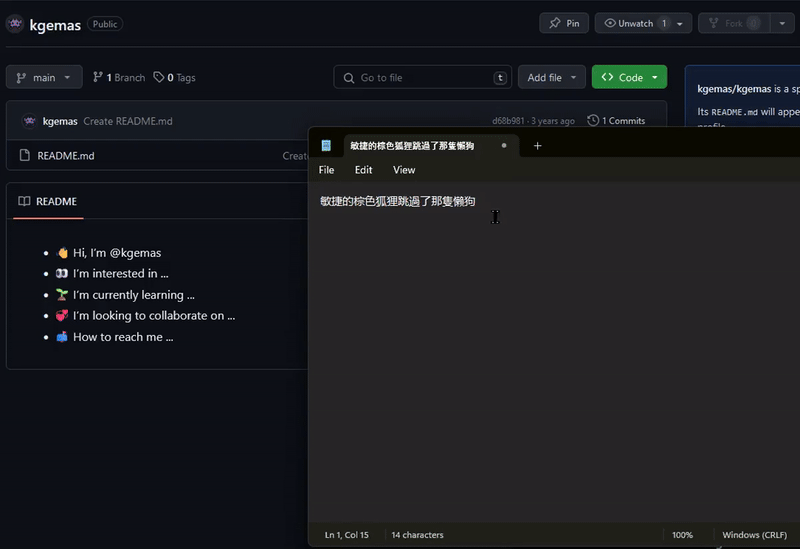 kgemas Public
Pin
Unwatch 1
Fork 0
main
1 Branch
0 Tags
Go to file t
Add file
<> Code
kgemas/kgemas is a sp
Its README.md will appe
kgemas Create README.md
d68b981 · 3 years ago
1 Commits
README.md
Creat
README
👋 Hi, I'm @kgemas
👀 I'm interested in ...
🌱 I'm currently learning ...
💞️ I'm looking to collaborate on ...
📫 How to reach me ...
敏捷的棕色狐狸跳過了那隻懶狗
File Edit View
敏捷的棕色狐狸跳過了那隻懶狗
Ln 1, Col 15
14 characters
100%
Windows (CRLF)